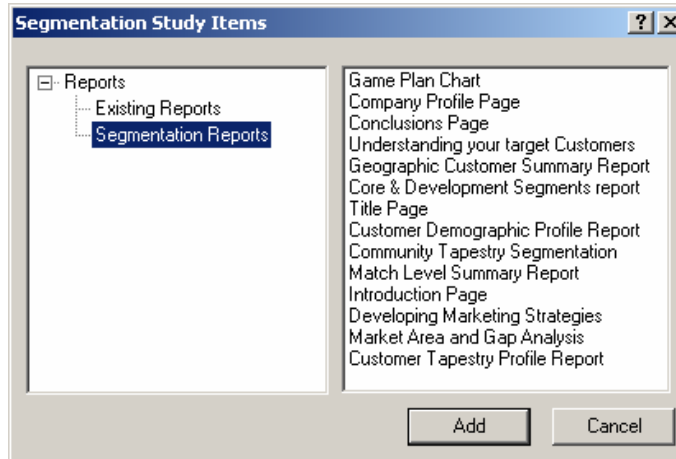 Segmentation Study Items
Reports
Existing Reports
Segmentation Reports
Game Plan Chart
Company Profile Page
Conclusions Page
Understanding your target Customers
Geographic Customer Summary Report
Core & Development Segments report
Title Page
Customer Demographic Profile Report
Community Tapestry Segmentation
Match Level Summary Report
Introduction Page
Developing Marketing Strategies
Market Area and Gap Analysis
Customer Tapestry Profile Report
Add
Cancel